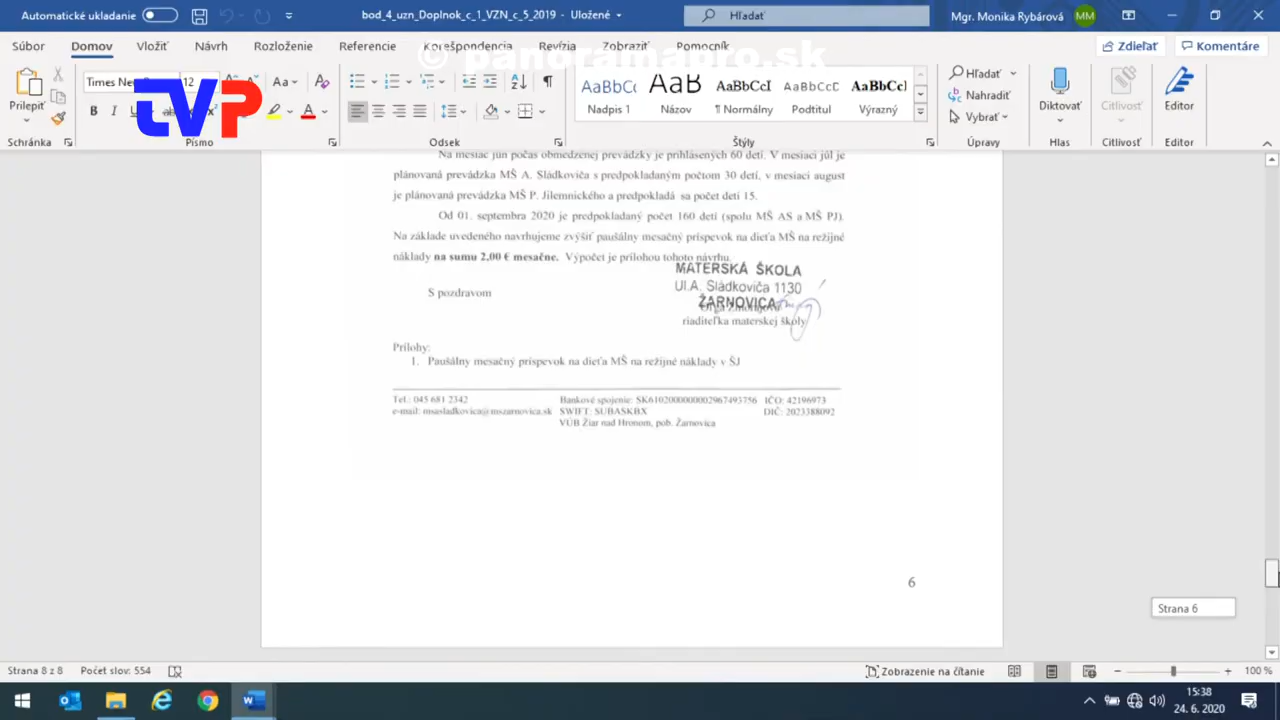 Automatické ukladanie
bod_4_uzn_Doplnok_c_1_VZN_c_5_2019 - Uložené
Hľadať
Mgr. Monika Rybárová
MM
Súbor Domov Vložiť Návrh Rozloženie Referencie Korešpondencia Revízia Zobraziť Pomocník
Zdieľať Komentáre
© panoramapro.sk
TVP
Prilepiť
Times Ne
12
Aa
AaBbCc AaB AaBbCcI AaBbCcC AaBbCcI
Nadpis 1 Názov ¶ Normálny Podtitul Výrazný
Hľadať
Nahradiť
Vybrať
Diktovať
Citlivosť
Editor
Schránka Písmo Odsek Štýly Úpravy Hlas Citlivosť Editor
Na mesiac jún počas obmedzenej prevádzky je prihlásených 60 detí. V mesiaci júl je
plánovaná prevádzka MŠ A. Sládkoviča s predpokladaným počtom 30 detí, v mesiaci august
je plánovaná prevádzka MŠ P. Jilemnického a predpokladá sa počet detí 15.
Od 01. septembra 2020 je predpokladaný počet 160 detí (spolu MŠ AS a MŠ PJ).
Na základe uvedeného navrhujeme zvýšiť paušálny mesačný príspevok na dieťa MŠ na režijné
náklady na sumu 2,00 € mesačne. Výpočet je prílohou tohoto návrhu.
MATERSKÁ ŠKOLA
Ul.A. Sládkoviča 1130
ŽARNOVICA
S pozdravom
riaditeľka materskej školy
Prílohy:
1. Paušálny mesačný príspevok na dieťa MŠ na režijné náklady v ŠJ
Tel.: 045 681 2342 Bankové spojenie: SK6102000000002967493756 IČO: 42196973
e-mail: msasladkovica@mszarnovica.sk SWIFT: SUBASKBX DIČ: 2023388092
VÚB Žiar nad Hronom, pob. Žarnovica
6
Strana 6
Strana 8 z 8 Počet slov: 554
Zobrazenie na čítanie
100 %
15:38
24. 6. 2020